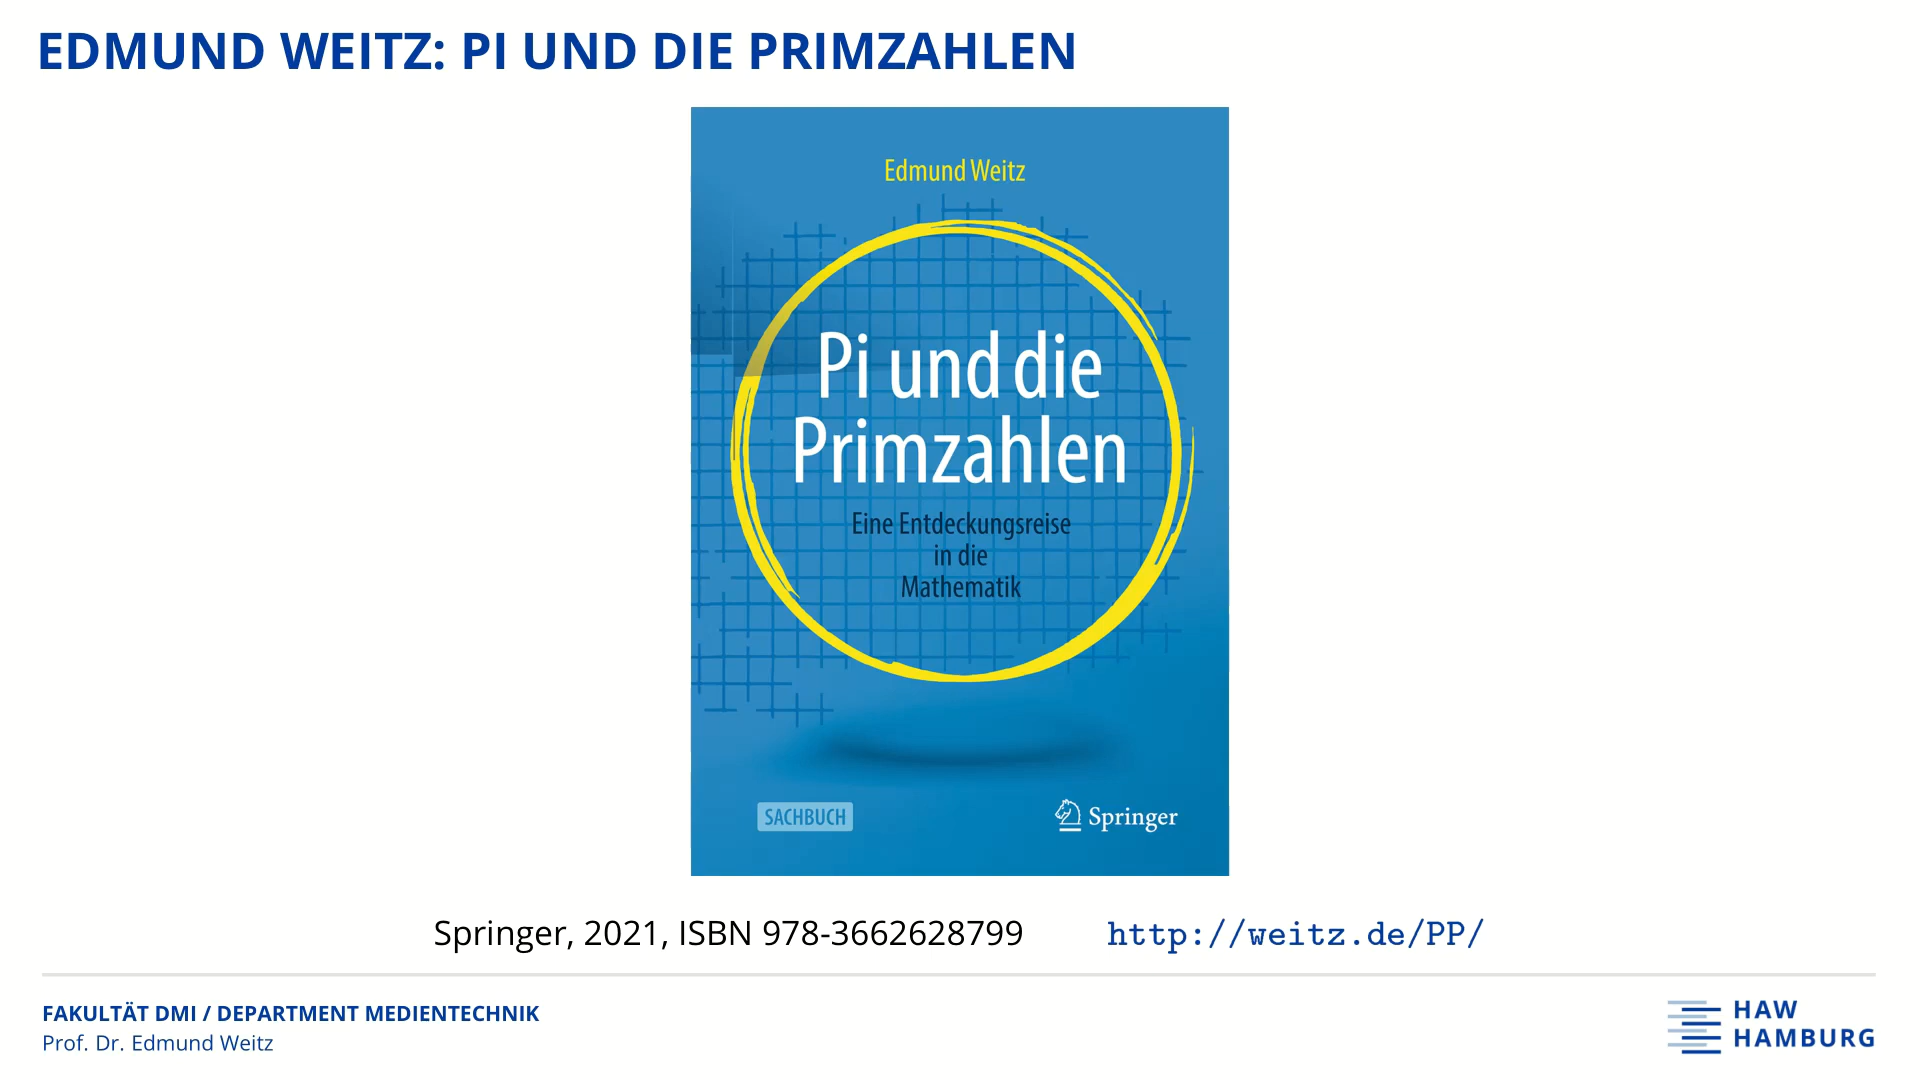 EDMUND WEITZ: PI UND DIE PRIMZAHLEN
Edmund Weitz
Pi und die
Primzahlen
Eine Entdeckungsreise
in die
Mathematik
SACHBUCH
Springer
Springer, 2021, ISBN 978-3662628799
http://weitz.de/PP/
FAKULTÄT DMI / DEPARTMENT MEDIENTECHNIK
Prof. Dr. Edmund Weitz
HAW
HAMBURG